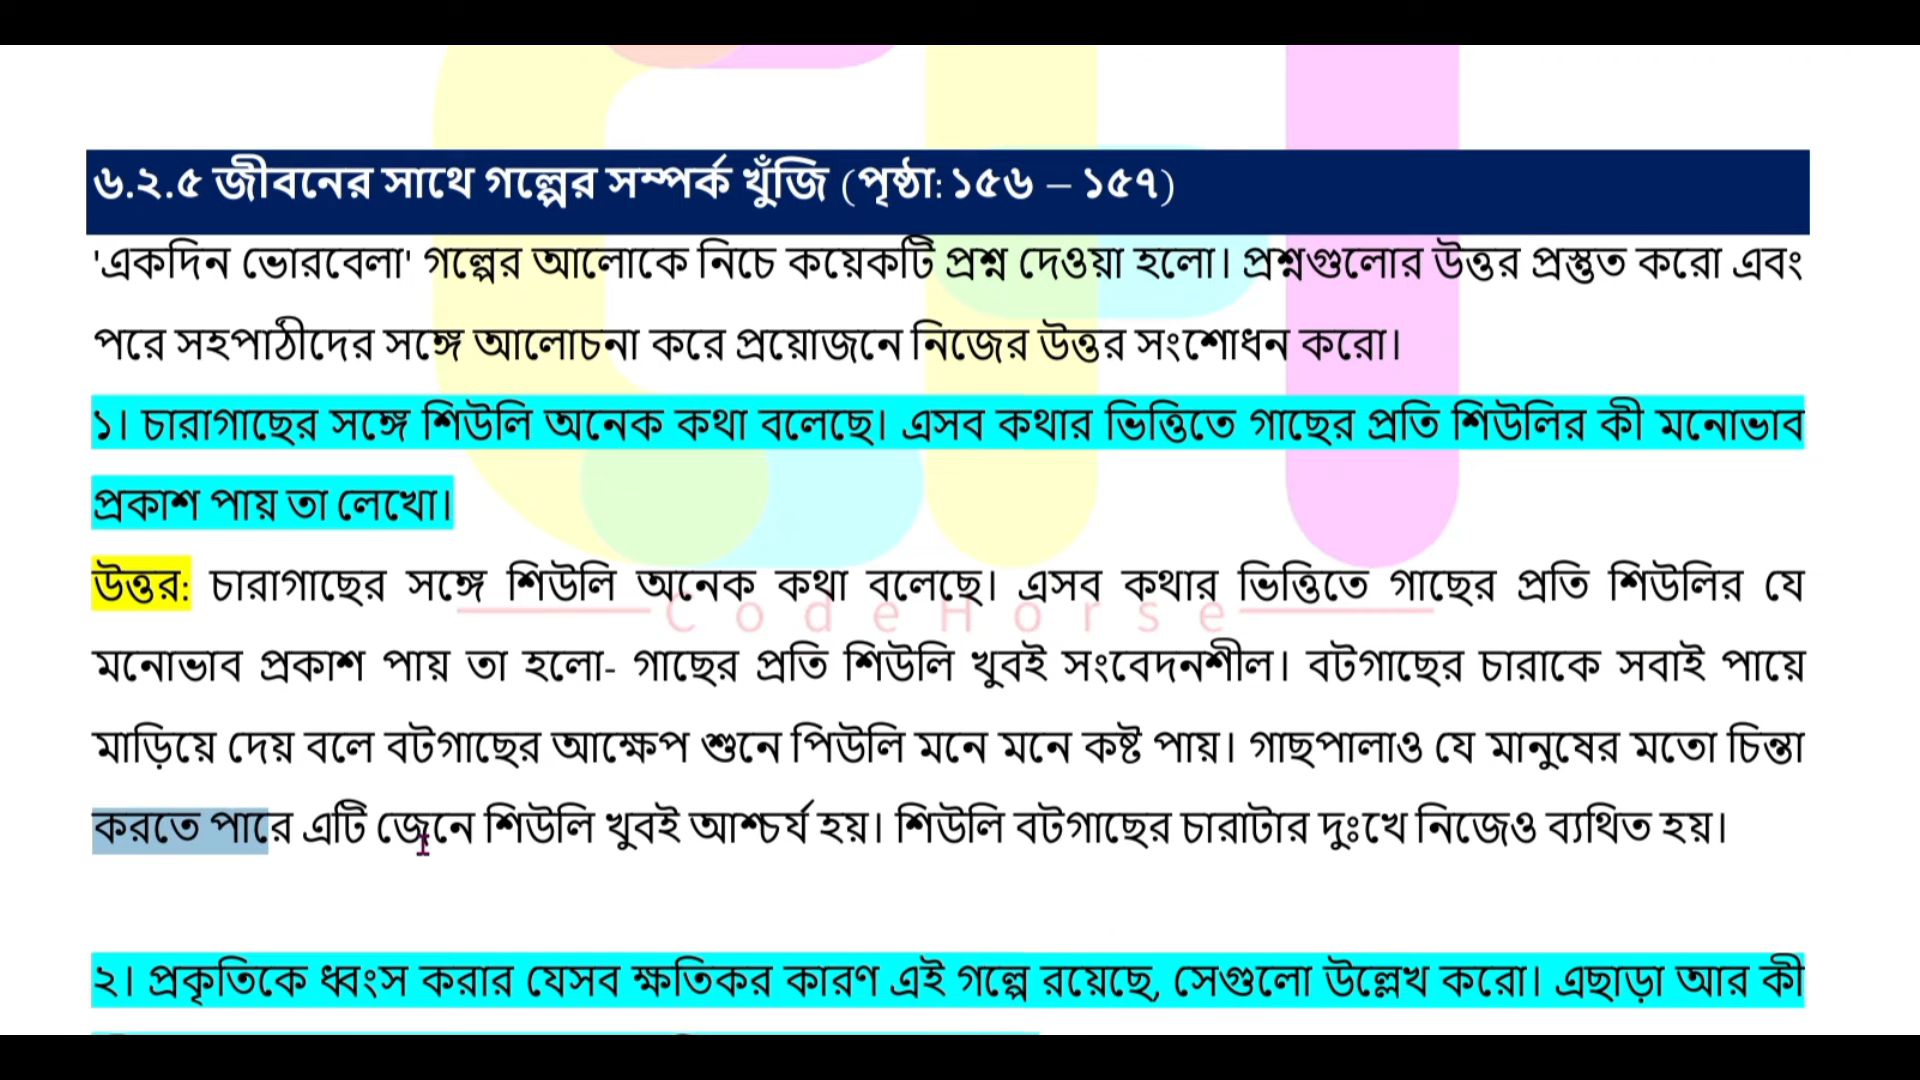 ৬.২.৫ জীবনের সাথে গল্পের সম্পর্ক খুঁজি (পৃষ্ঠা: ১৫৬ – ১৫৭)
'একদিন ভোরবেলা' গল্পের আলোকে নিচে কয়েকটি প্রশ্ন দেওয়া হলো। প্রশ্নগুলোর উত্তর প্রস্তুত করো এবং
পরে সহপাঠীদের সঙ্গে আলোচনা করে প্রয়োজনে নিজের উত্তর সংশোধন করো।
১। চারাগাছের সঙ্গে শিউলি অনেক কথা বলেছে। এসব কথার ভিত্তিতে গাছের প্রতি শিউলির কী মনোভাব
প্রকাশ পায় তা লেখো।
উত্তর: চারাগাছের সঙ্গে শিউলি অনেক কথা বলেছে। এসব কথার ভিত্তিতে গাছের প্রতি শিউলির যে
CodeHorse
মনোভাব প্রকাশ পায় তা হলো- গাছের প্রতি শিউলি খুবই সংবেদনশীল। বটগাছের চারাকে সবাই পায়ে
মাড়িয়ে দেয় বলে বটগাছের আক্ষেপ শুনে পিউলি মনে মনে কষ্ট পায়। গাছপালাও যে মানুষের মতো চিন্তা
করতে পারে এটি জেনে শিউলি খুবই আশ্চর্য হয়। শিউলি বটগাছের চারাটার দুঃখে নিজেও ব্যথিত হয়।
২। প্রকৃতিকে ধ্বংস করার যেসব ক্ষতিকর কারণ এই গল্পে রয়েছে, সেগুলো উল্লেখ করো। এছাড়া আর কী